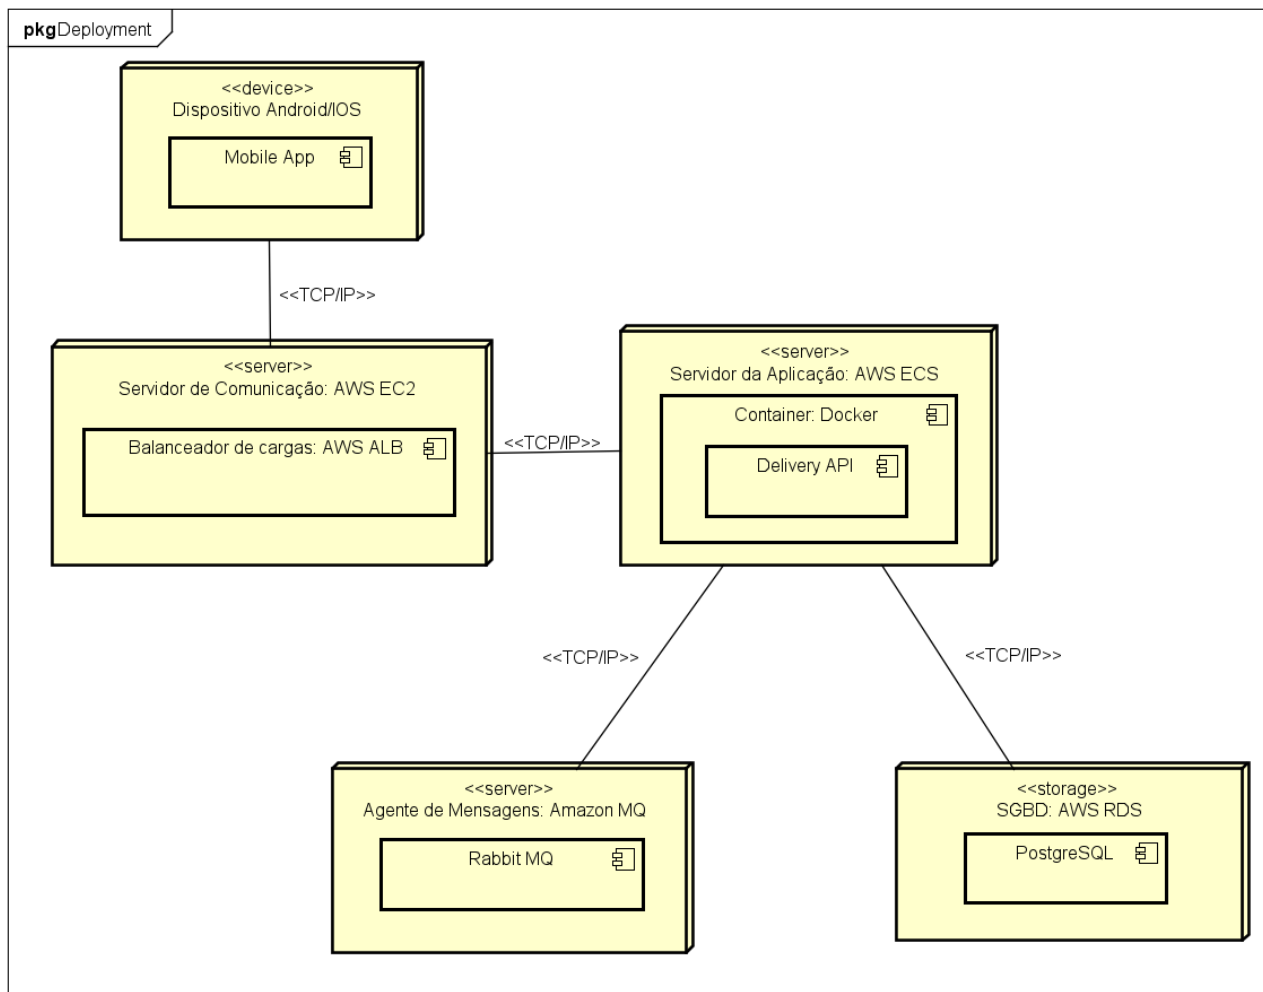 pkgDeployment
<<device>>
Dispositivo Android/IOS
Mobile App
<<TCP/IP>>
<<server>>
Servidor de Comunicação: AWS EC2
Balanceador de cargas: AWS ALB
<<TCP/IP>>
<<server>>
Servidor da Aplicação: AWS ECS
Container: Docker
Delivery API
<<TCP/IP>>
<<TCP/IP>>
<<server>>
Agente de Mensagens: Amazon MQ
Rabbit MQ
<<storage>>
SGBD: AWS RDS
PostgreSQL